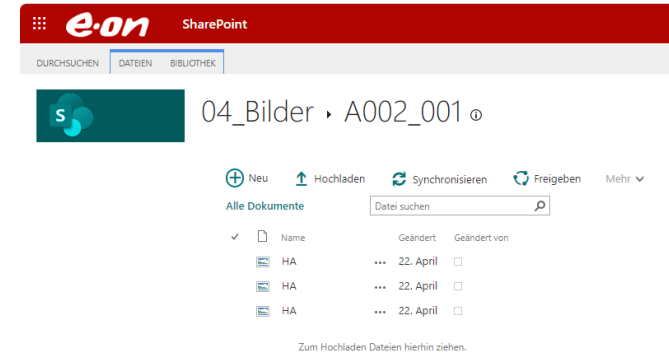 e·on SharePoint
DURCHSUCHEN DATEIEN BIBLIOTHEK
S
04_Bilder ▸ A002_001
Neu Hochladen Synchronisieren Freigeben Mehr
Alle Dokumente Datei suchen
Name Geändert Geändert von
HA ... 22. April
HA ... 22. April
HA ... 22. April
Zum Hochladen Dateien hierhin ziehen.